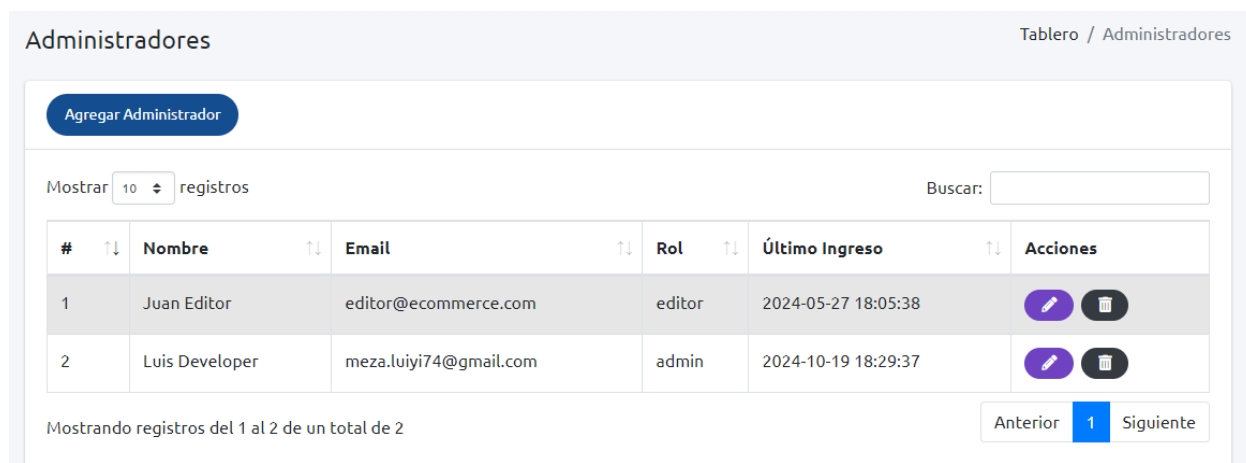 Administradores
Tablero / Administradores
Agregar Administrador
Mostrar 10 registros
Buscar:
# Nombre Email Rol Último Ingreso Acciones
1 Juan Editor editor@ecommerce.com editor 2024-05-27 18:05:38
2 Luis Developer meza.luiyi74@gmail.com admin 2024-10-19 18:29:37
Mostrando registros del 1 al 2 de un total de 2
Anterior 1 Siguiente